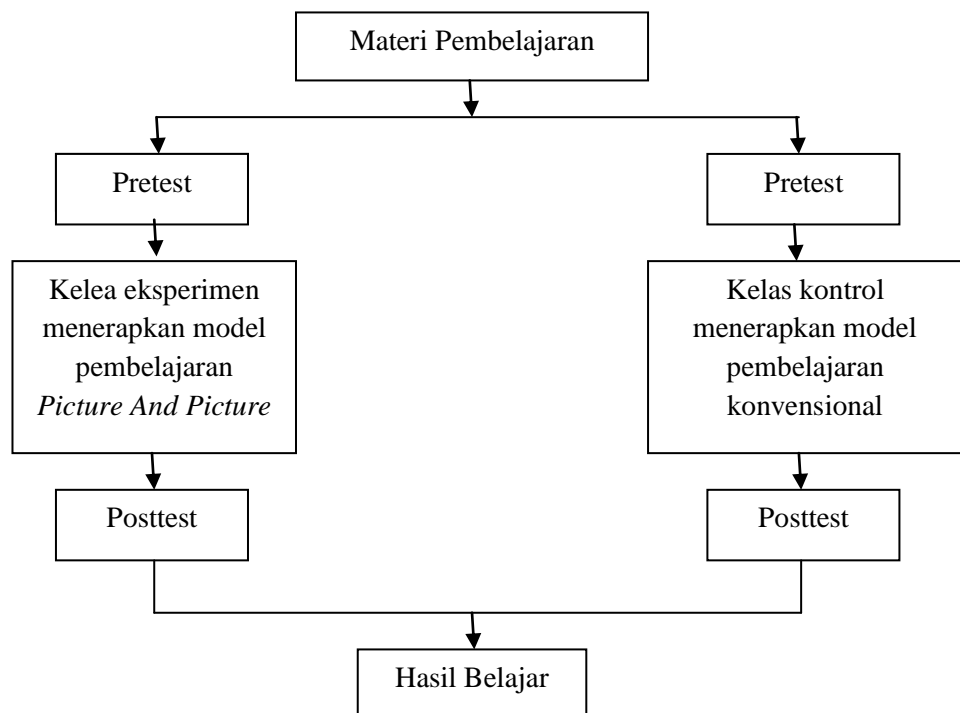 Materi Pembelajaran
Pretest
Pretest
Kelea eksperimen
menerapkan model
pembelajaran
Picture And Picture
Kelas kontrol
menerapkan model
pembelajaran
konvensional
Posttest
Posttest
Hasil Belajar